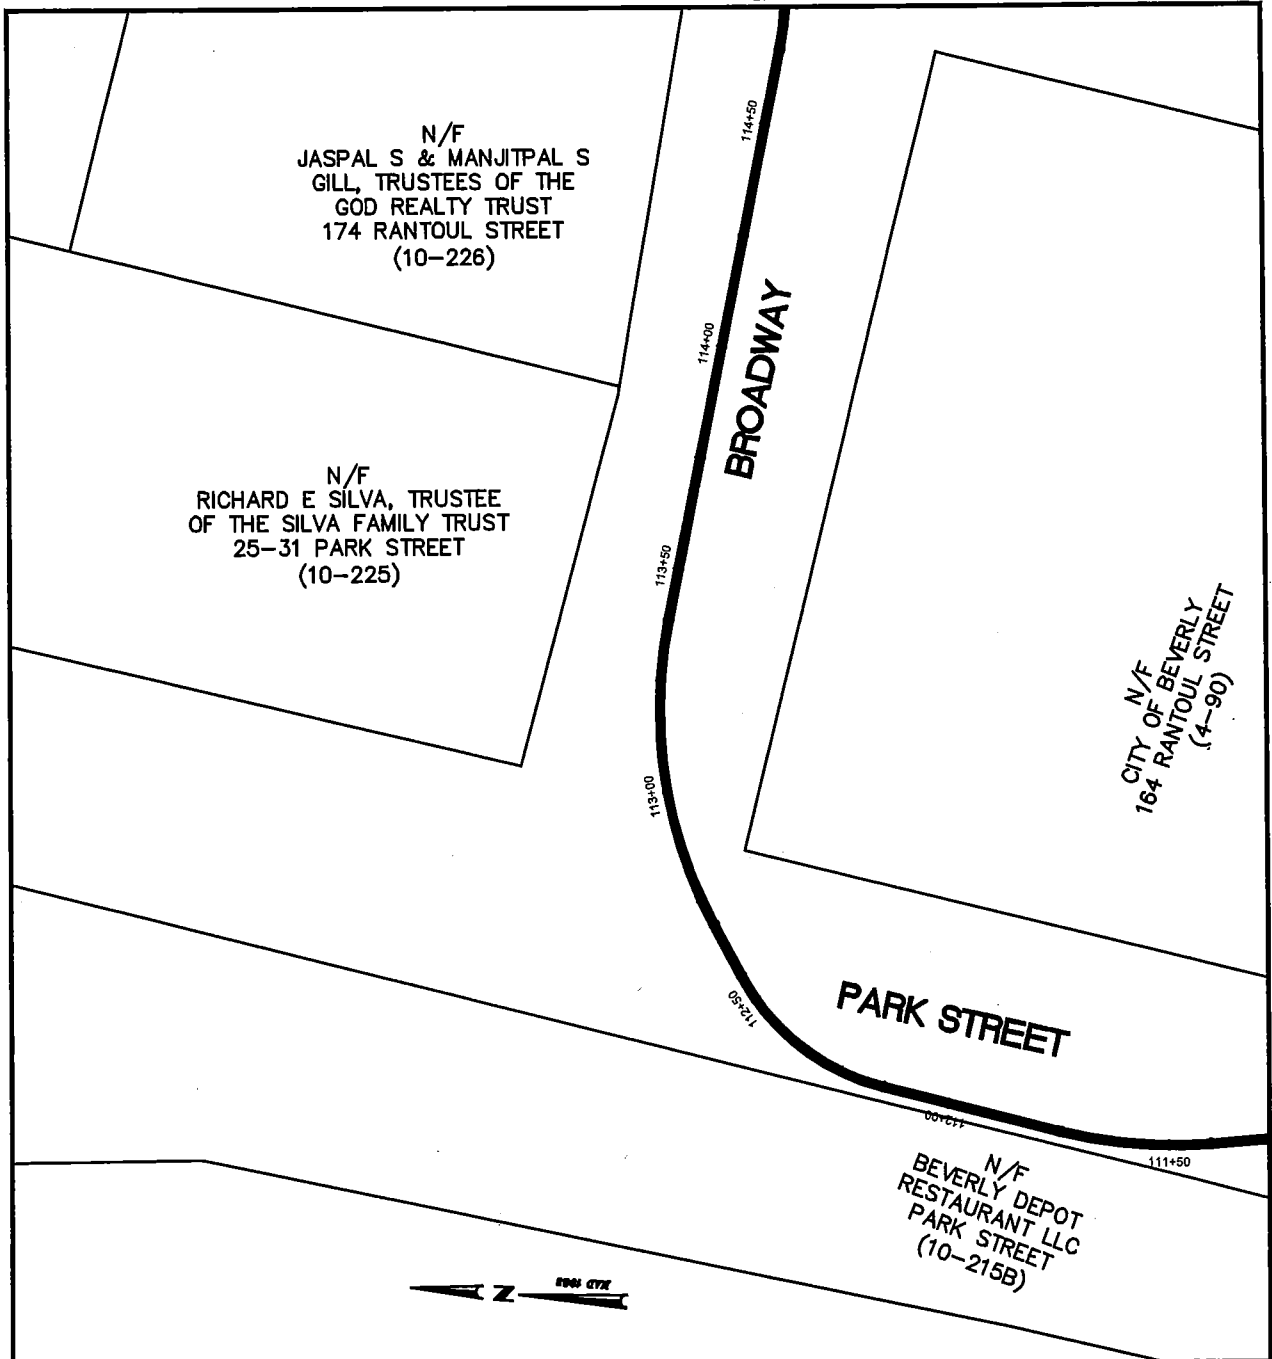 114+50
N/F
JASPAL S & MANJITPAL S
GILL, TRUSTEES OF THE
GOD REALTY TRUST
174 RANTOUL STREET
(10-226)
114+00
BROADWAY
N/F
RICHARD E SILVA, TRUSTEE
OF THE SILVA FAMILY TRUST
25-31 PARK STREET
(10-225)
113+50
N/F
CITY OF BEVERLY
164 RANTOUL STREET
(4-90)
113+00
112+50
PARK STREET
112+00
111+50
N/F
BEVERLY DEPOT
RESTAURANT LLC
PARK STREET
(10-215B)
N
NAD 1983